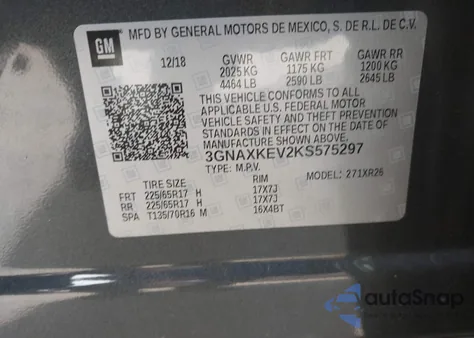 GM
MFD BY GENERAL MOTORS DE MEXICO, S. DE R.L. DE C.V.
12/18 GVWR GAWR FRT GAWR RR
2025 KG 1175 KG 1200 KG
4464 LB 2590 LB 2645 LB
THIS VEHICLE CONFORMS TO ALL
APPLICABLE U.S. FEDERAL MOTOR
VEHICLE SAFETY AND THEFT
PREVENTION STANDARDS IN EFFECT ON
THE DATE OF MANUFACTURE SHOWN ABOVE.
3GNAXKEV2KS575297
TYPE: M.P.V. MODEL: 271XR26
TIRE SIZE RIM
FRT 225/65R17 H 17X7J
RR 225/65R17 H 17X7J
SPA T135/70R16 M 16X4BT
autoSnap